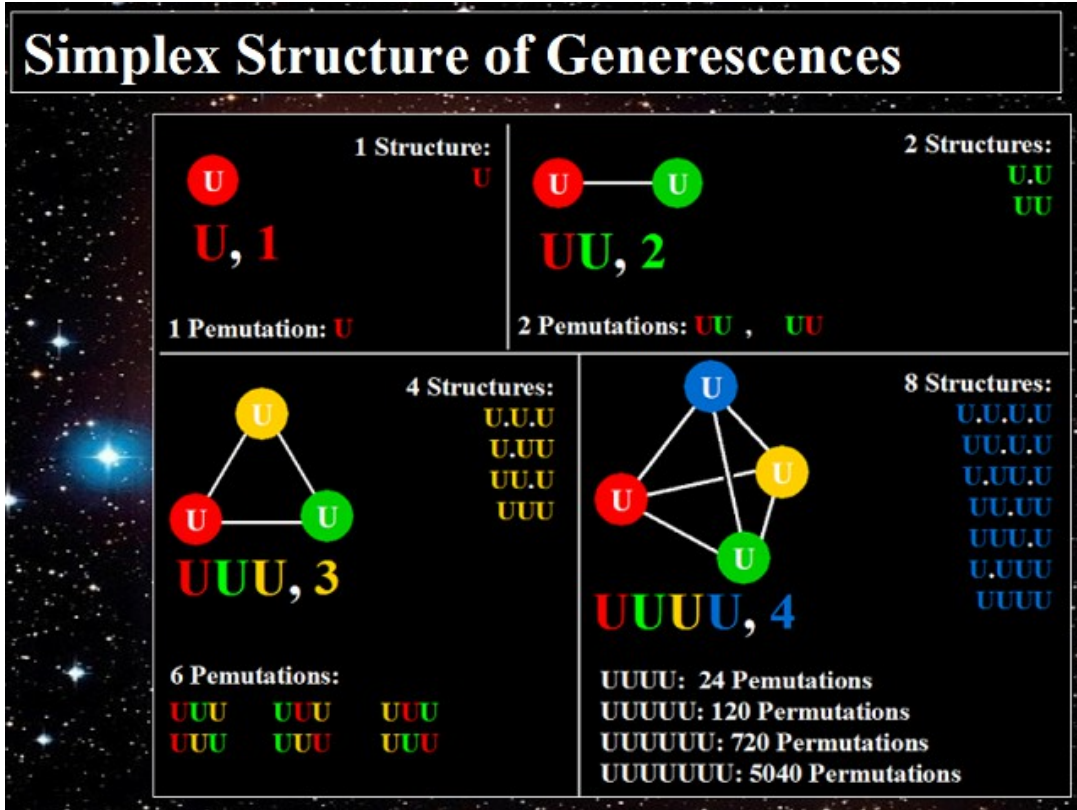 Simplex Structure of Generescences
U
1 Structure:
U
U, 1
1 Pemutation: U
U U
2 Structures:
U.U
UU
UU, 2
2 Pemutations: UU , UU
U
U U
4 Structures:
U.U.U
U.UU
UU.U
UUU
UUU, 3
6 Pemutations:
UUU UUU UUU
UUU UUU UUU
U
U
U
U
8 Structures:
U.U.U.U
UU.U.U
U.UU.U
UU.UU
UUU.U
U.UUU
UUUU
UUUU, 4
UUUU: 24 Pemutations
UUUUU: 120 Permutations
UUUUUU: 720 Permutations
UUUUUUU: 5040 Permutations